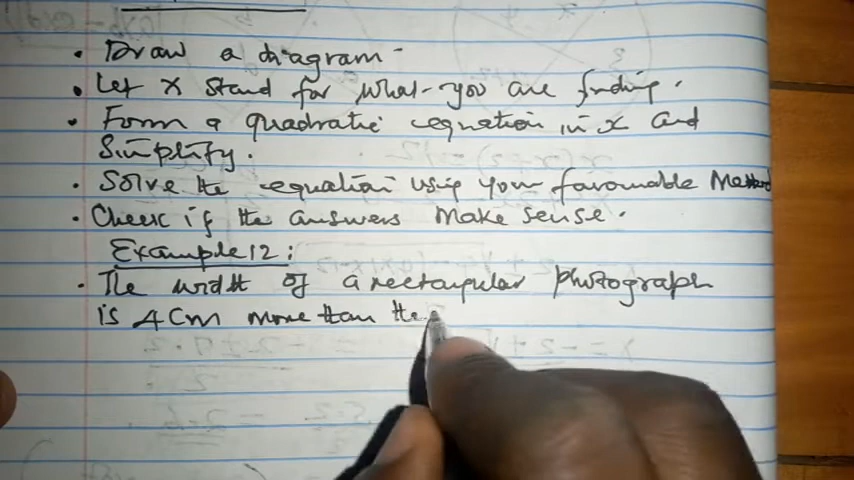 • Draw a diagram.
• Let x stand for what you are finding.
• Form a quadratic equation in x and
Simplify.
• Solve the equation using your favourable Method
• Check if the answers make sense.
Example 12:
• The width of a rectangular photograph
is 4cm more than the